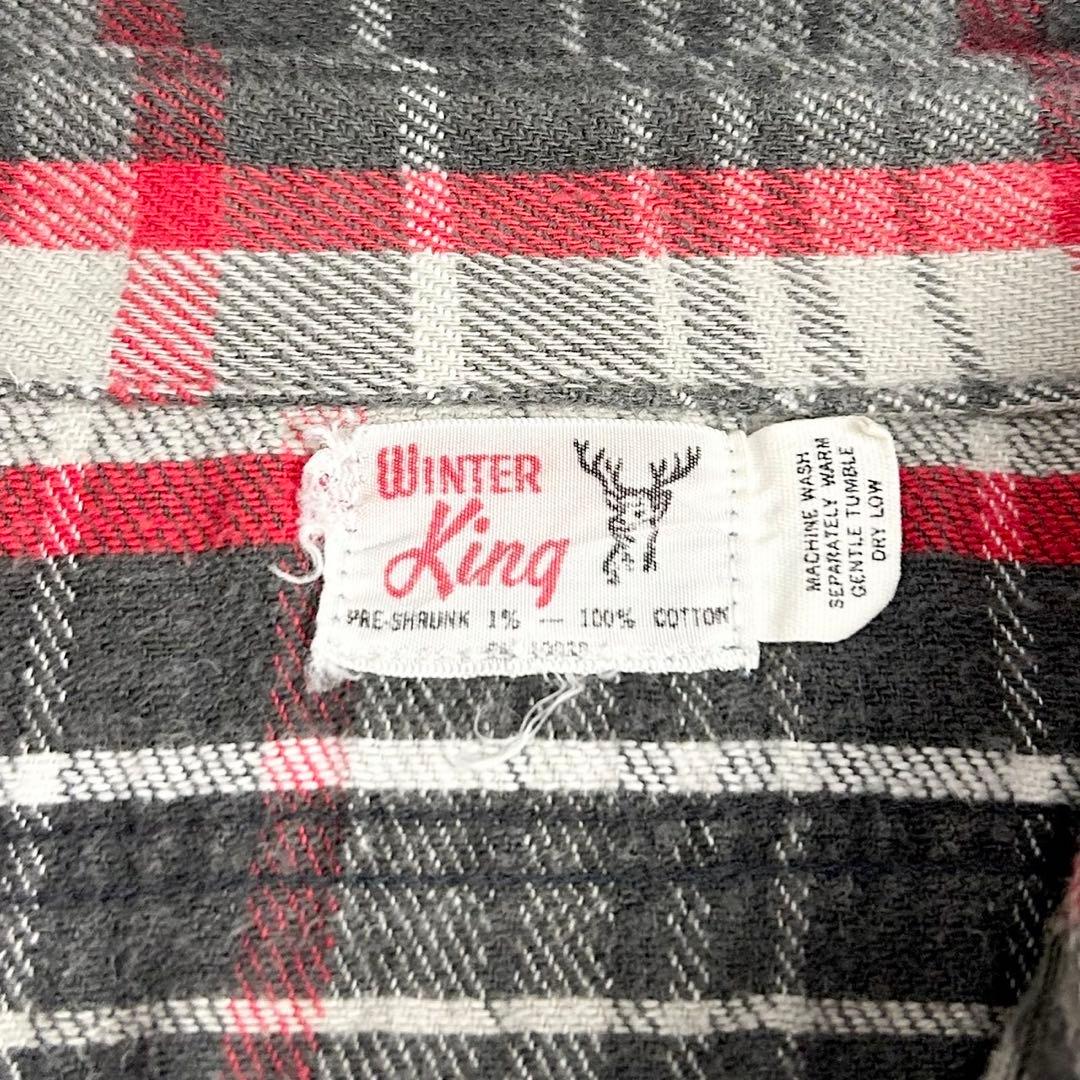 WINTER
King
PRE-SHRUNK 1% — 100% COTTON
MACHINE WASH
SEPARATELY WARM
GENTLE TUMBLE
DRY LOW